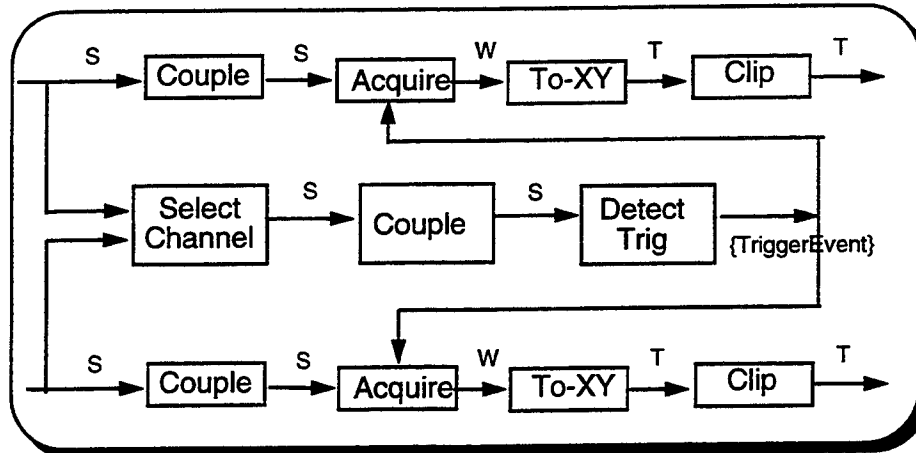 S Couple S Acquire W To-XY T Clip T
Select
Channel
S
Couple
S
Detect
Trig
{TriggerEvent}
S Couple S Acquire W To-XY T Clip T